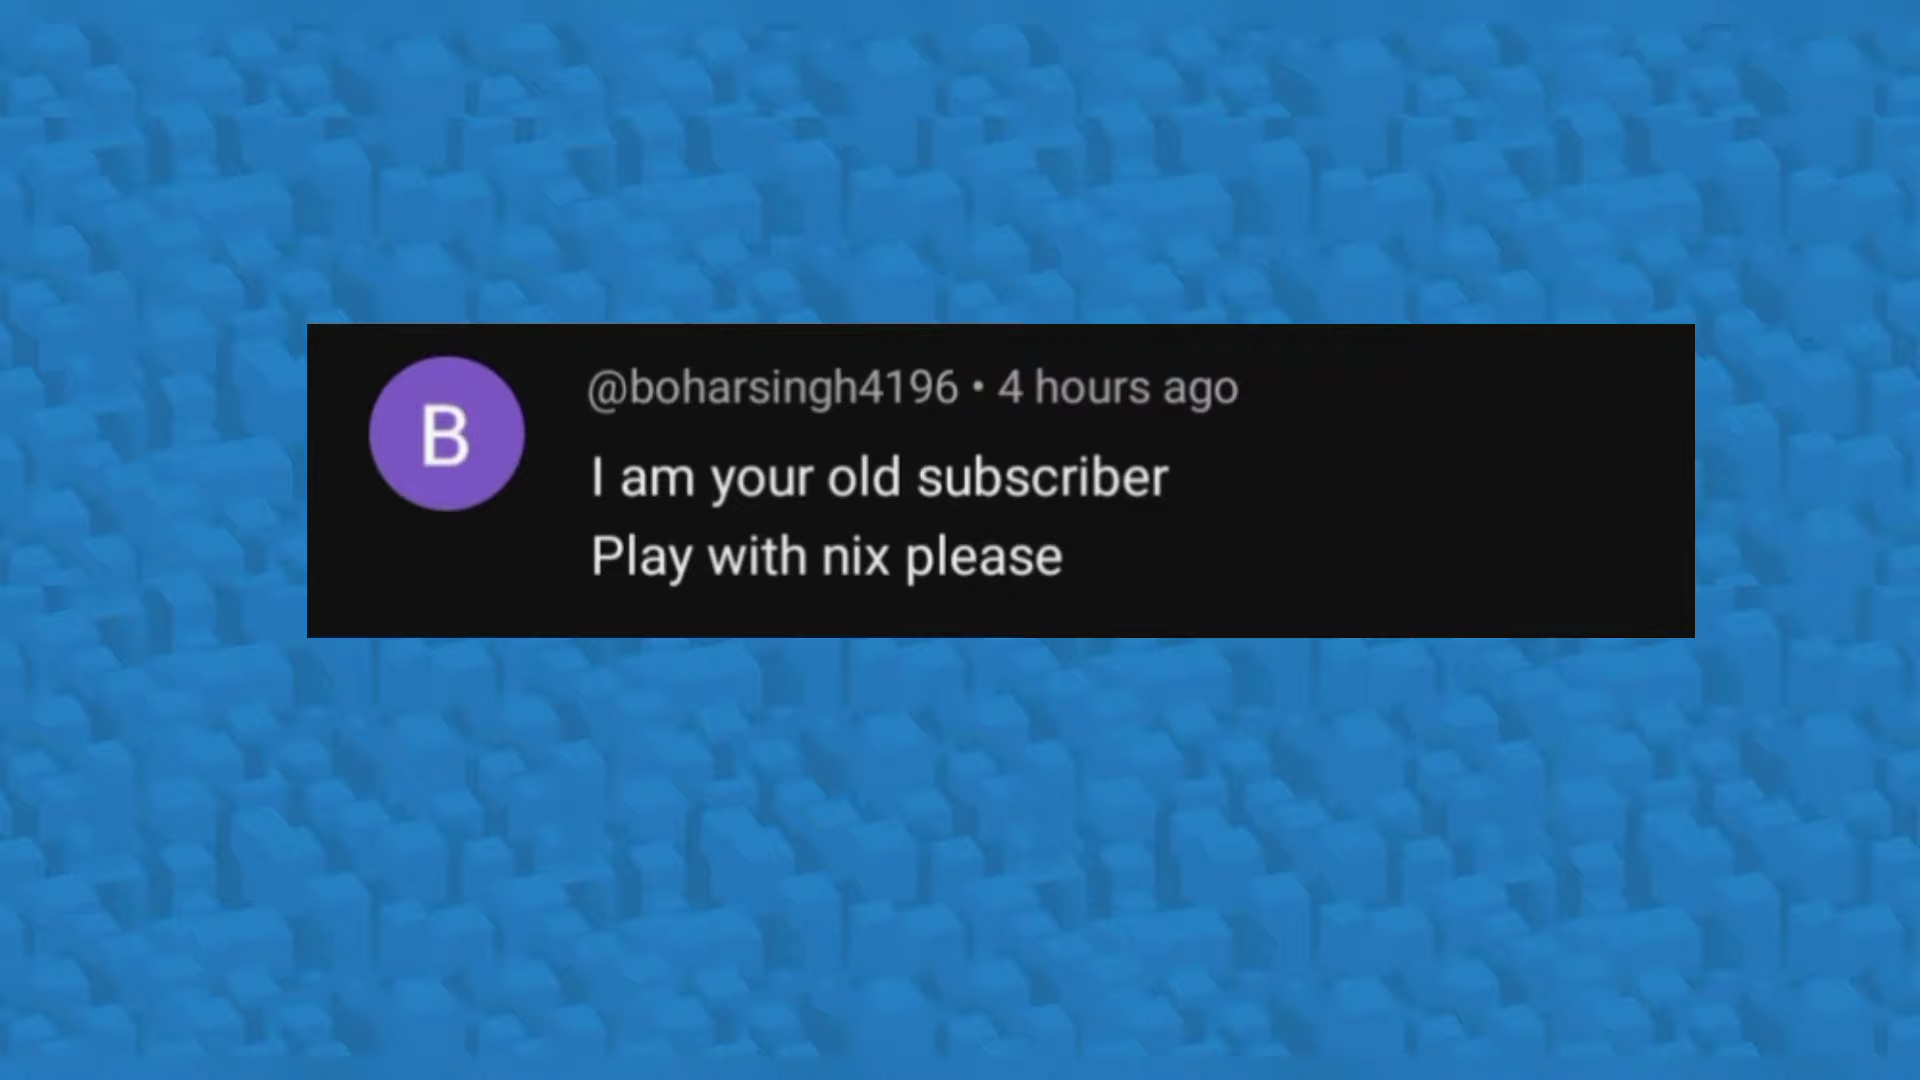 B
@boharsingh4196 • 4 hours ago
I am your old subscriber
Play with nix please